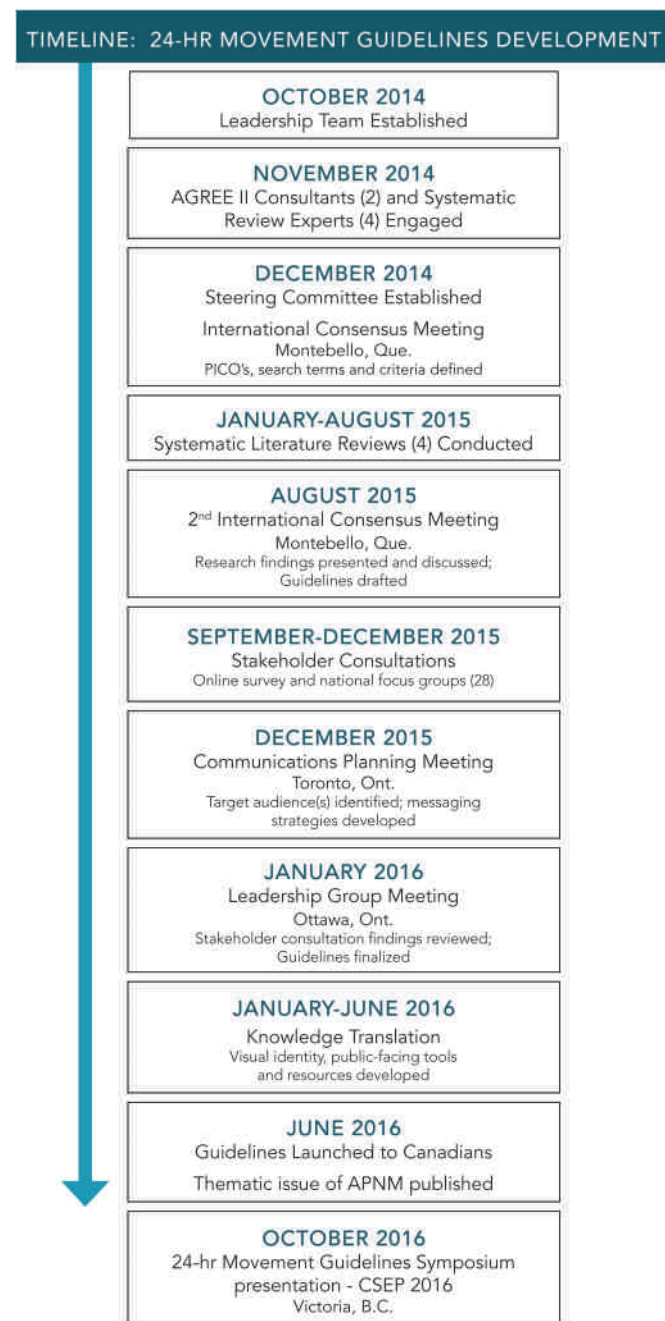 TIMELINE: 24-HR MOVEMENT GUIDELINES DEVELOPMENT
OCTOBER 2014
Leadership Team Established
NOVEMBER 2014
AGREE II Consultants (2) and Systematic
Review Experts (4) Engaged
DECEMBER 2014
Steering Committee Established
International Consensus Meeting
Montebello, Que.
PICO's, search terms and criteria defined
JANUARY-AUGUST 2015
Systematic Literature Reviews (4) Conducted
AUGUST 2015
2nd International Consensus Meeting
Montebello, Que.
Research findings presented and discussed;
Guidelines drafted
SEPTEMBER-DECEMBER 2015
Stakeholder Consultations
Online survey and national focus groups (28)
DECEMBER 2015
Communications Planning Meeting
Toronto, Ont.
Target audience(s) identified; messaging
strategies developed
JANUARY 2016
Leadership Group Meeting
Ottawa, Ont.
Stakeholder consultation findings reviewed;
Guidelines finalized
JANUARY-JUNE 2016
Knowledge Translation
Visual identity, public-facing tools
and resources developed
JUNE 2016
Guidelines Launched to Canadians
Thematic issue of APNM published
OCTOBER 2016
24-hr Movement Guidelines Symposium
presentation - CSEP 2016
Victoria, B.C.